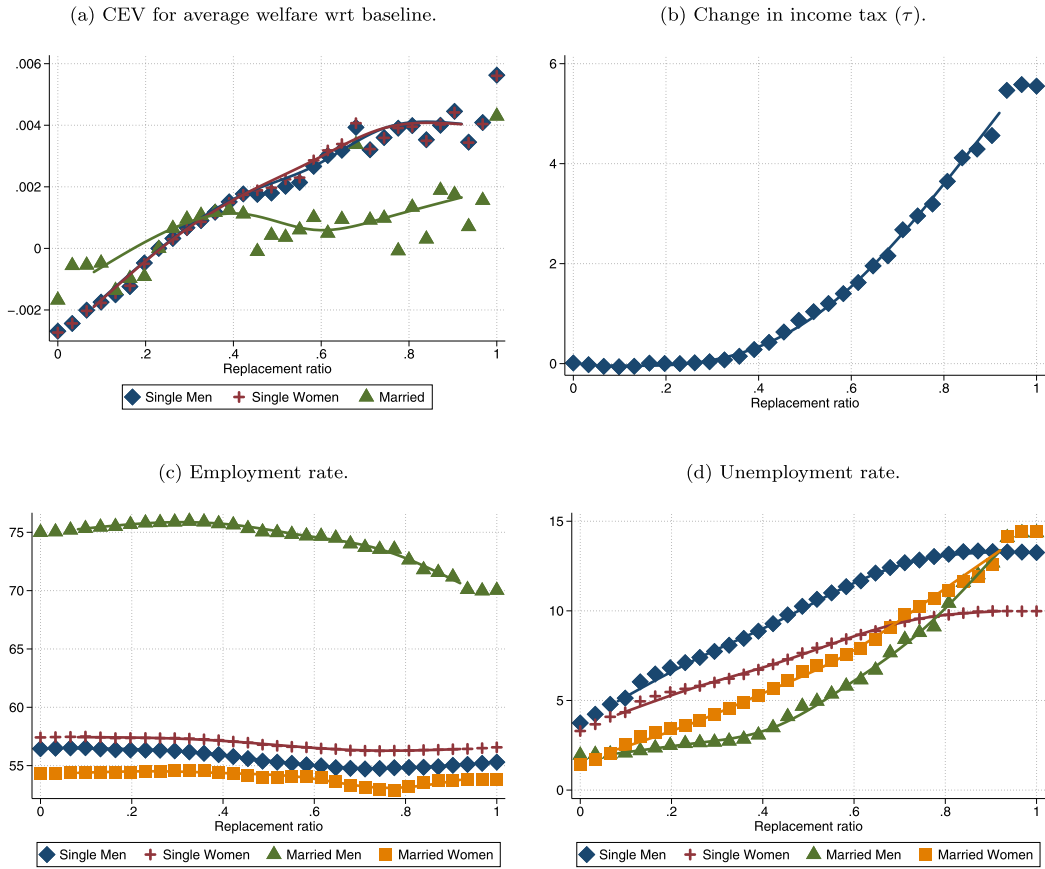 (a) CEV for average welfare wrt baseline.
.006
.004
.002
0
−.002
0 .2 .4 .6 .8 1
Replacement ratio
Single Men Single Women Married
(b) Change in income tax (τ).
6
4
2
0
0 .2 .4 .6 .8 1
Replacement ratio
(c) Employment rate.
75
70
65
60
55
0 .2 .4 .6 .8 1
Replacement ratio
Single Men Single Women Married Men Married Women
(d) Unemployment rate.
15
10
5
0
0 .2 .4 .6 .8 1
Replacement ratio
Single Men Single Women Married Men Married Women